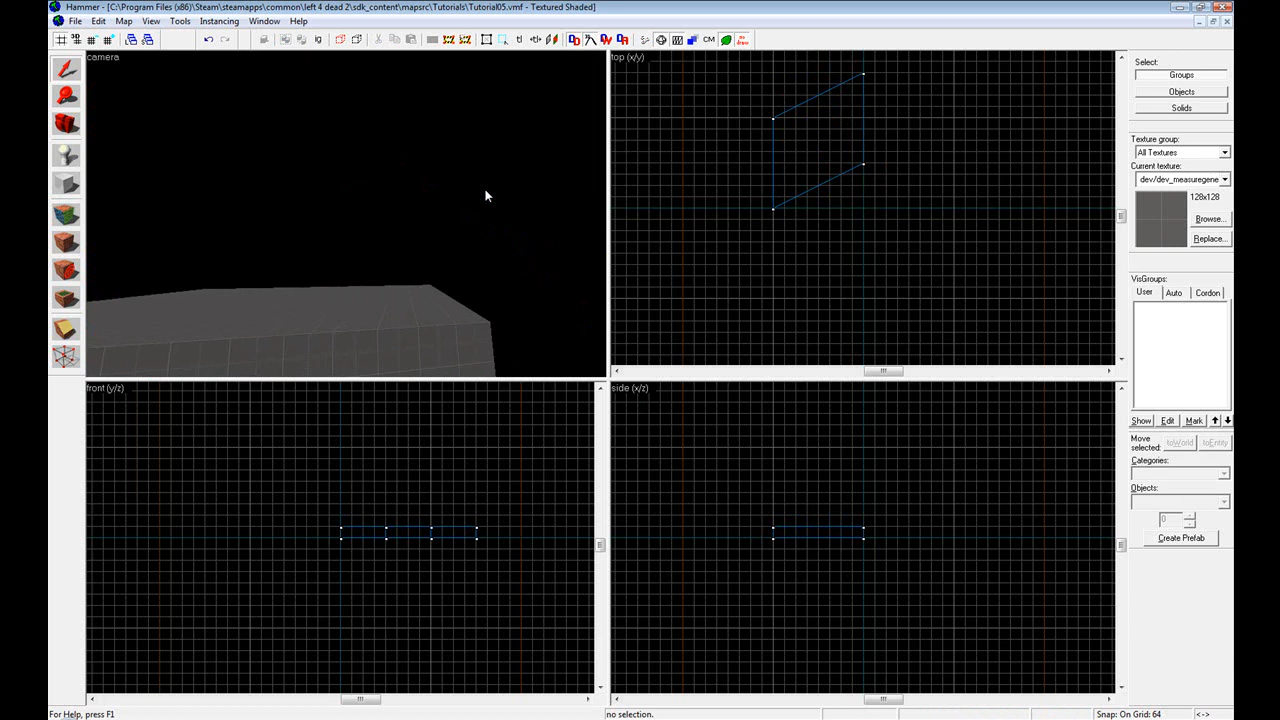 Hammer - [C:\Program Files (x86)\Steam\steamapps\common\left 4 dead 2\sdk_content\mapsrc\Tutorials\Tutorial05.vmf - Textured Shaded]
File Edit Map View Tools Instancing Window Help
camera
top (x/y)
front (y/z)
side (x/z)
Select:
Groups
Objects
Solids
Texture group:
All Textures
Current texture:
dev/dev_measuregene
128x128
Browse...
Replace...
VisGroups:
User Auto Cordon
Show Edit Mark
Move selected: toWorld toEntity
Categories:
Objects:
0
Create Prefab
For Help, press F1
no selection.
Snap: On Grid: 64
<->